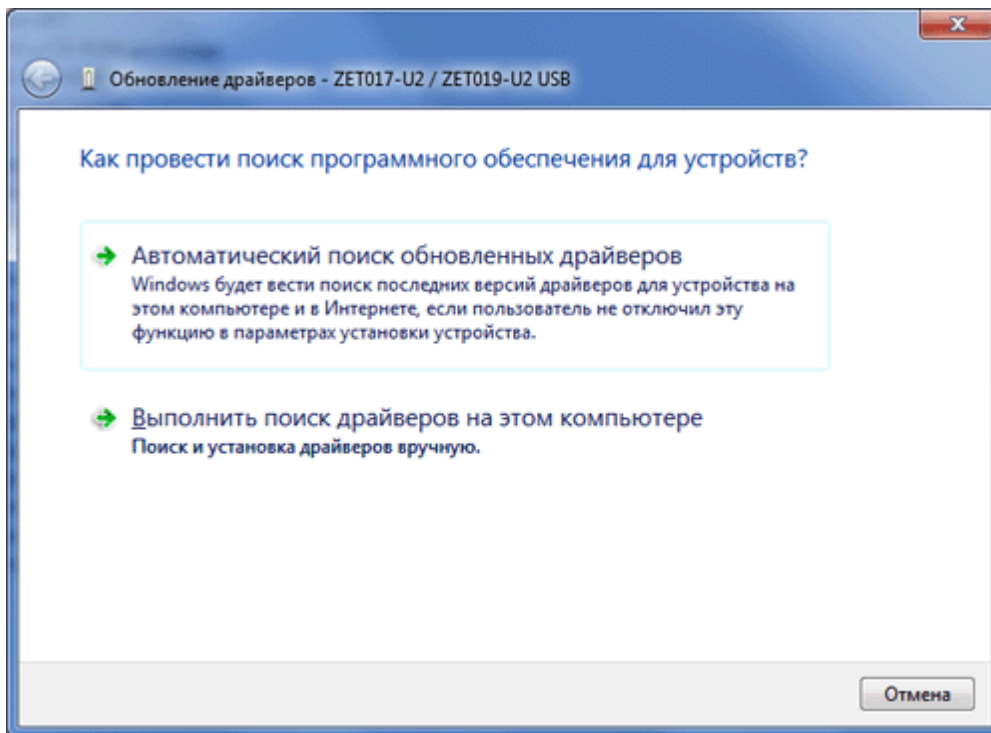 Обновление драйверов - ZET017-U2 / ZET019-U2 USB
Как провести поиск программного обеспечения для устройств?
Автоматический поиск обновленных драйверов
Windows будет вести поиск последних версий драйверов для устройства на
этом компьютере и в Интернете, если пользователь не отключил эту
функцию в параметрах установки устройства.
Выполнить поиск драйверов на этом компьютере
Поиск и установка драйверов вручную.
Отмена